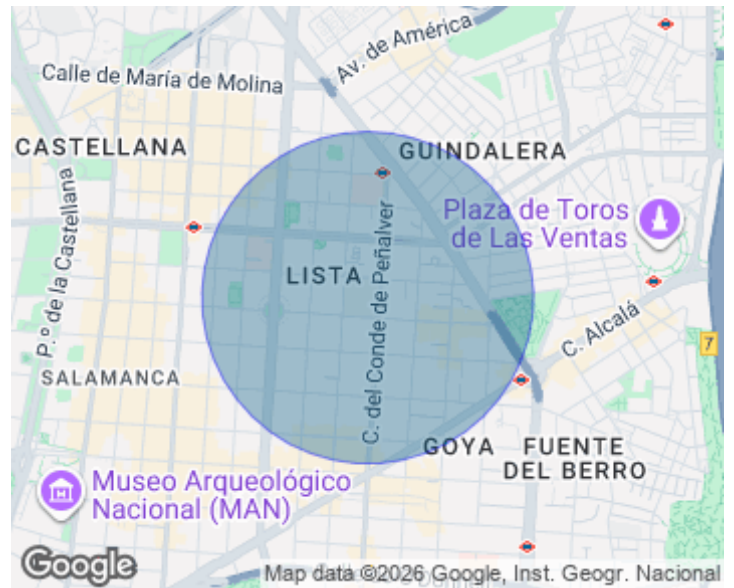 Av. de América
Calle de María de Molina
CASTELLANA
GUINDALERA
P.º de la Castellana
C. del Conde de Peñalver
Plaza de Toros
de Las Ventas
LISTA
C. Alcalá
7
SALAMANCA
GOYA
FUENTE
DEL BERRO
Museo Arqueológico
Nacional (MAN)
Google
Map data ©2026 Google, Inst. Geogr. Nacional